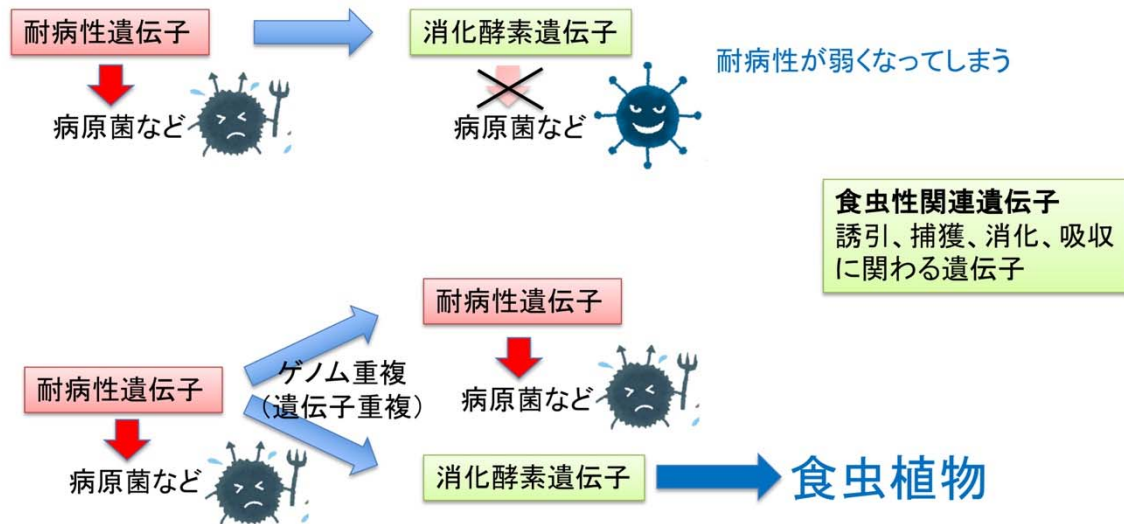 耐病性遺伝子
消化酵素遺伝子
耐病性が弱くなってしまう
病原菌など
病原菌など
食虫性関連遺伝子
誘引、捕獲、消化、吸収
に関わる遺伝子
耐病性遺伝子
ゲノム重複
（遺伝子重複）
耐病性遺伝子
病原菌など
病原菌など
消化酵素遺伝子
食虫植物